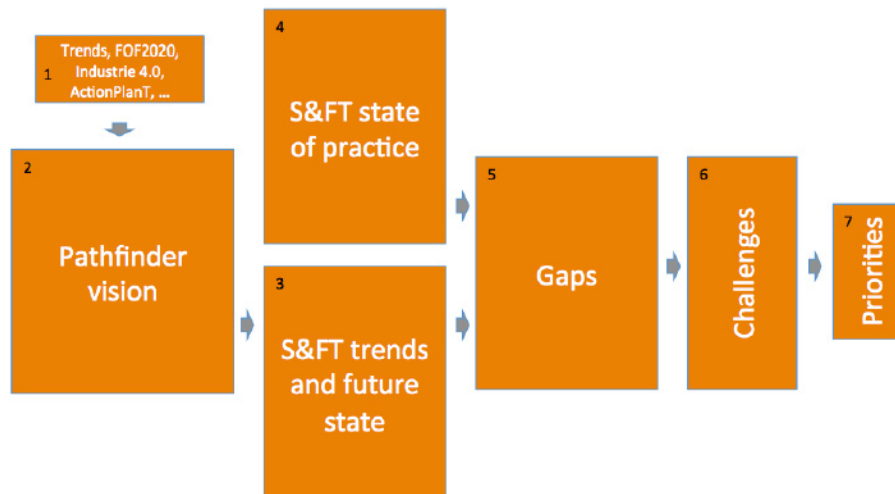 1
Trends, FOF2020,
Industrie 4.0,
ActionPlanT, ...
2
Pathfinder
vision
3
S&FT trends
and future
state
4
S&FT state
of practice
5
Gaps
6
Challenges
7
Priorities